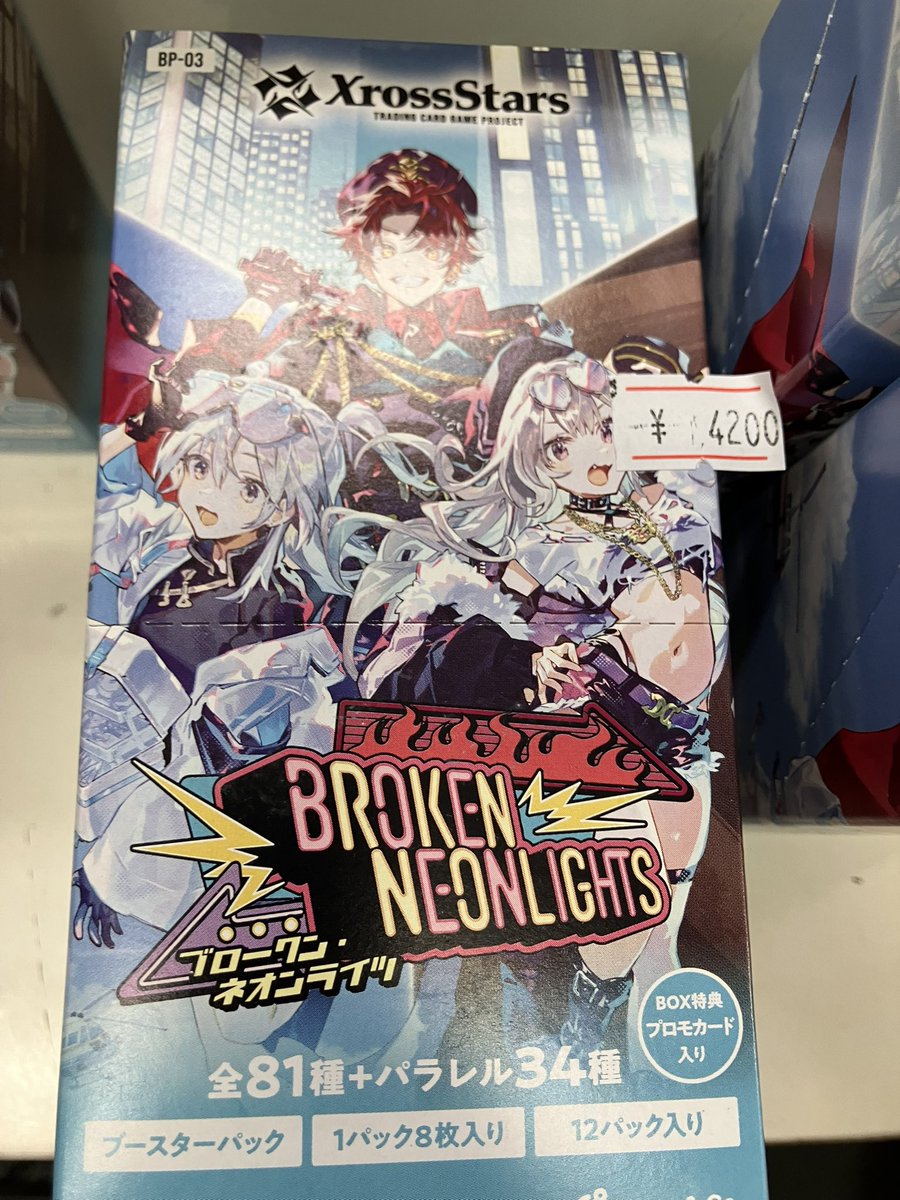 BP-03
XrossStars
TRADING CARD GAME PROJECT
BROKEN
NEONLIGHTS
ブロークン・
ネオンライツ
BOX特典
プロモカード
入り
全81種+パラレル34種
ブースターパック
1パック8枚入り
12パック入り